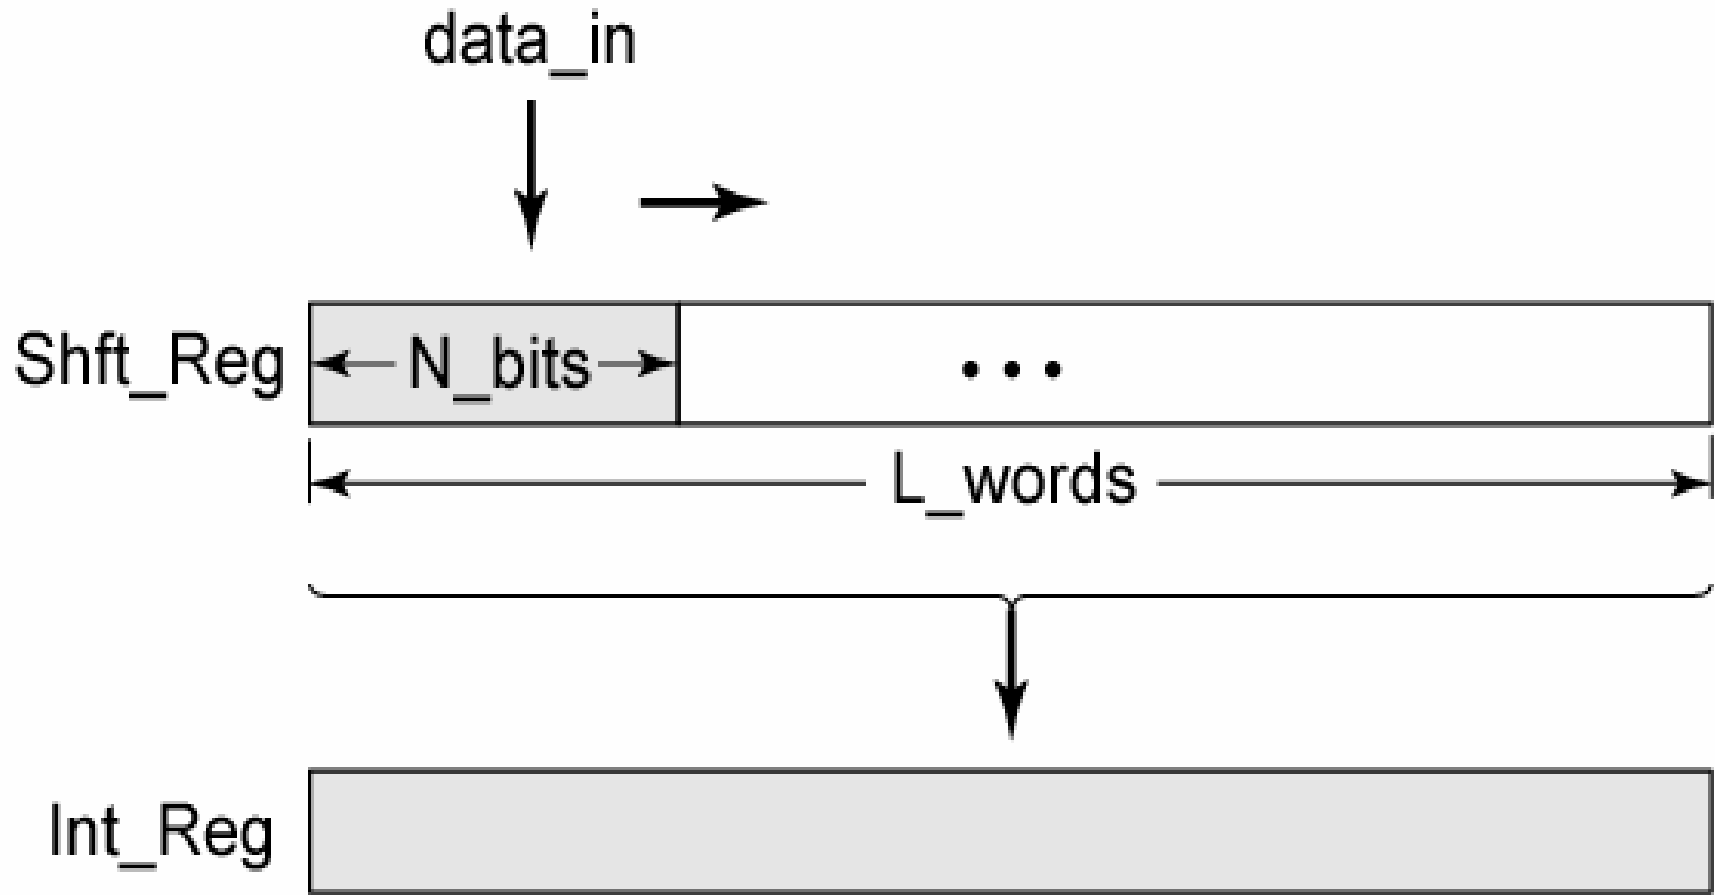 data_in
Shft_Reg
N_bits
...
L_words
Int_Reg